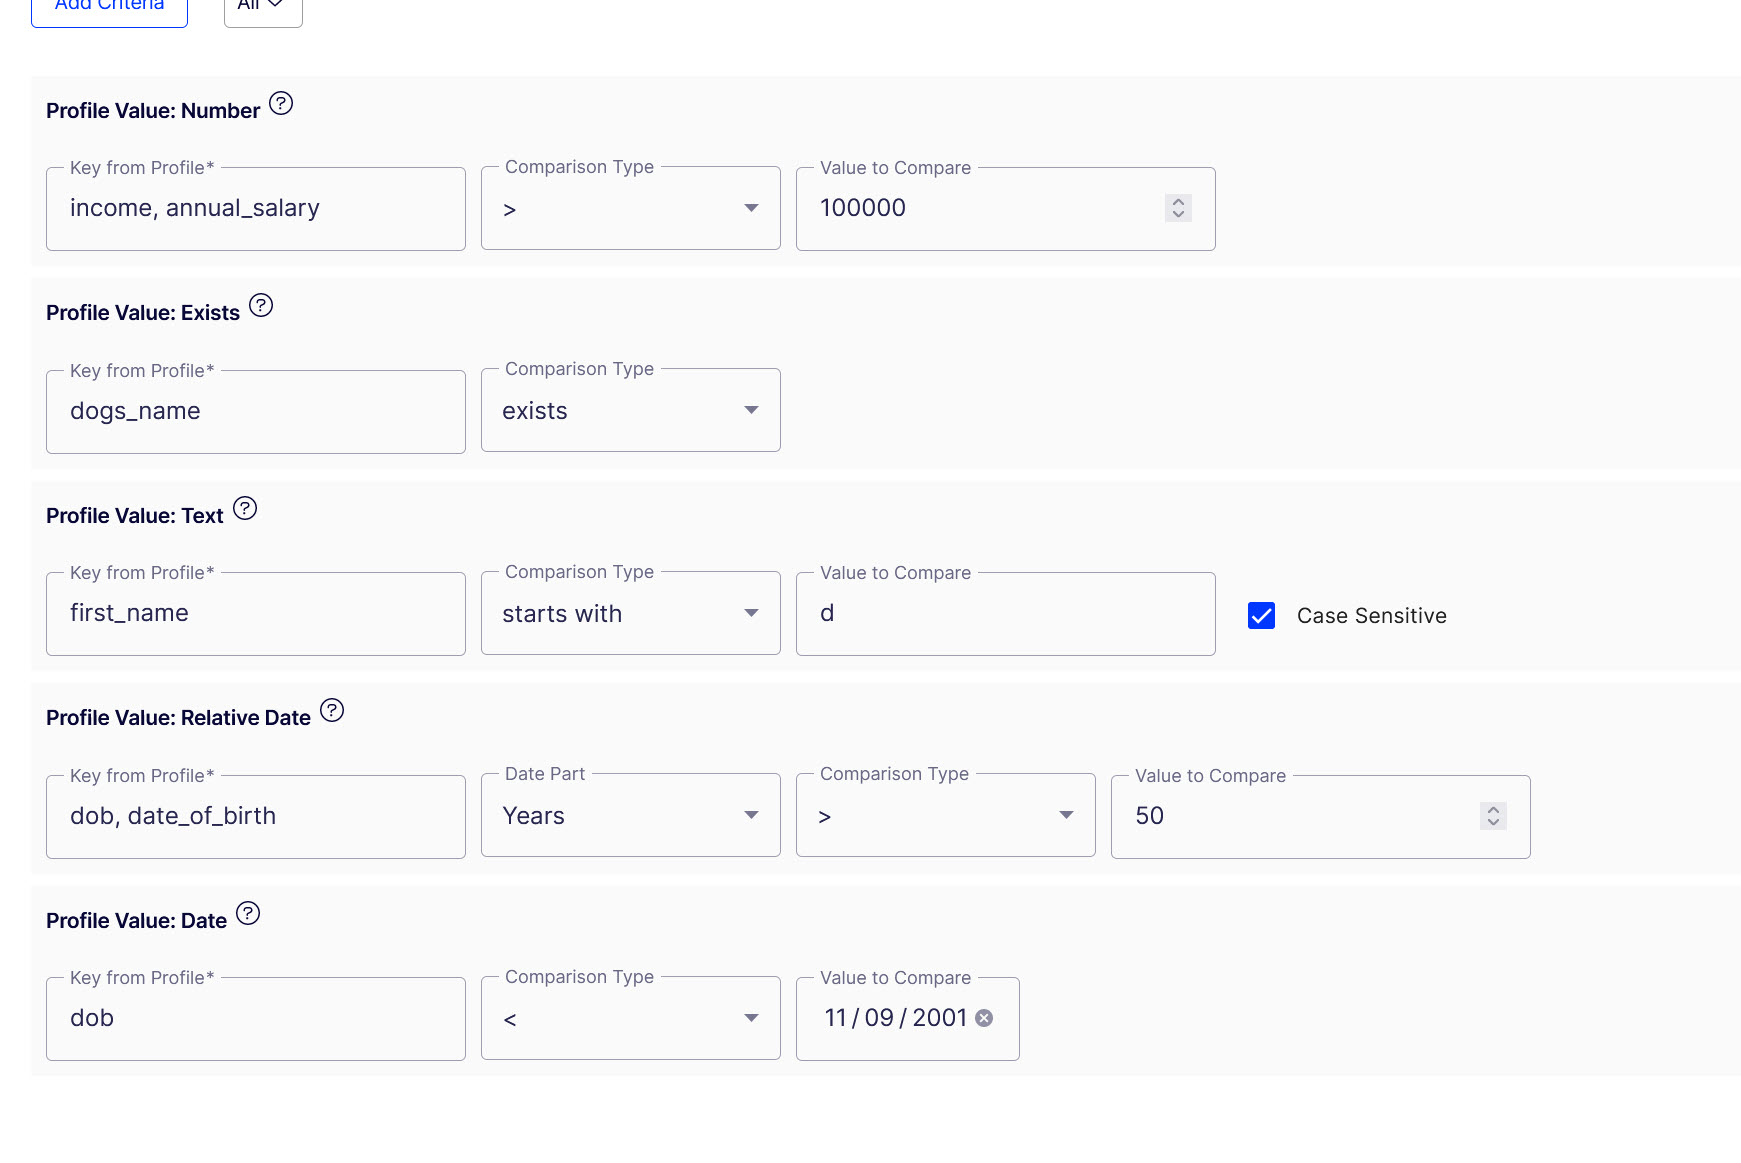 Add Criteria All
Profile Value: Number ?
Key from Profile* Comparison Type Value to Compare
income, annual_salary > 100000
Profile Value: Exists ?
Key from Profile* Comparison Type
dogs_name exists
Profile Value: Text ?
Key from Profile* Comparison Type Value to Compare
first_name starts with d Case Sensitive
Profile Value: Relative Date ?
Key from Profile* Date Part Comparison Type Value to Compare
dob, date_of_birth Years > 50
Profile Value: Date ?
Key from Profile* Comparison Type Value to Compare
dob < 11/09/2001